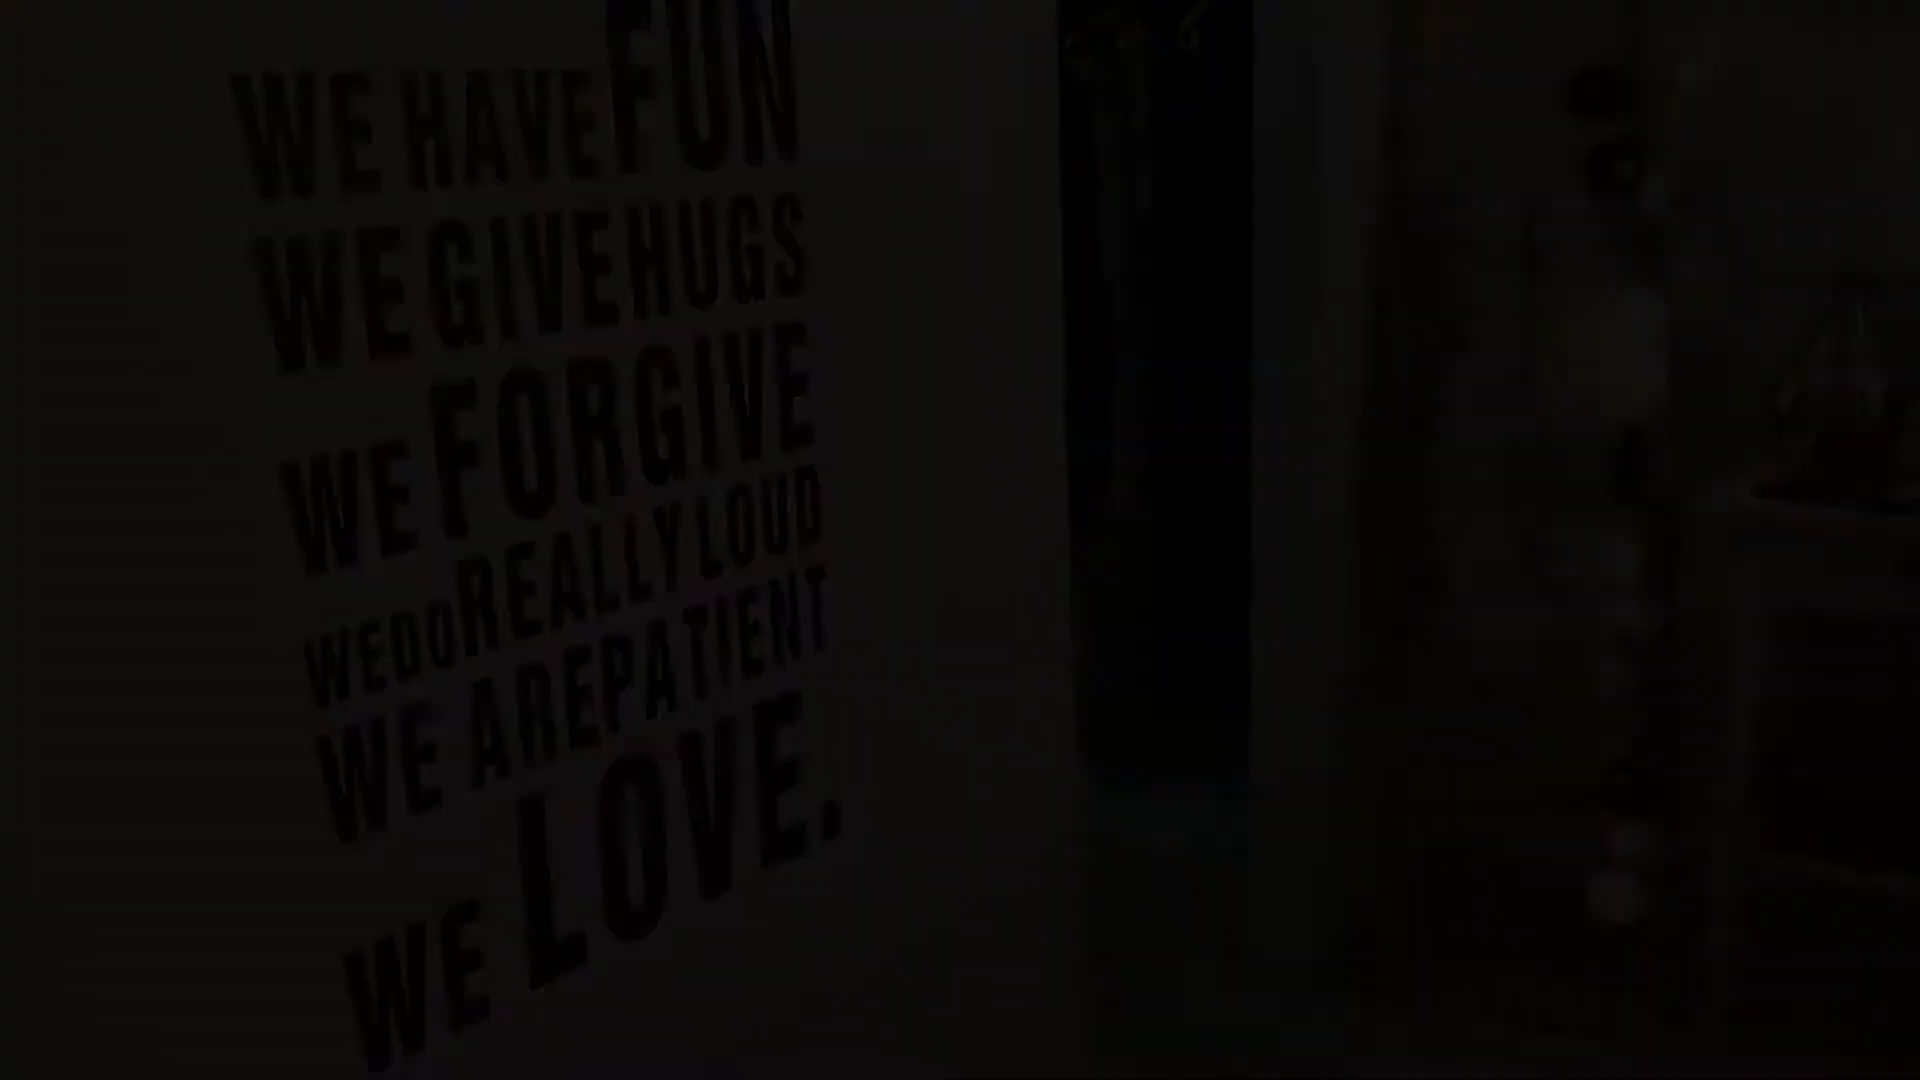 WE HAVE FUN
WE GIVE HUGS
WE FORGIVE
WE DO REALLY LOUD
WE ARE PATIENT
WE LOVE.